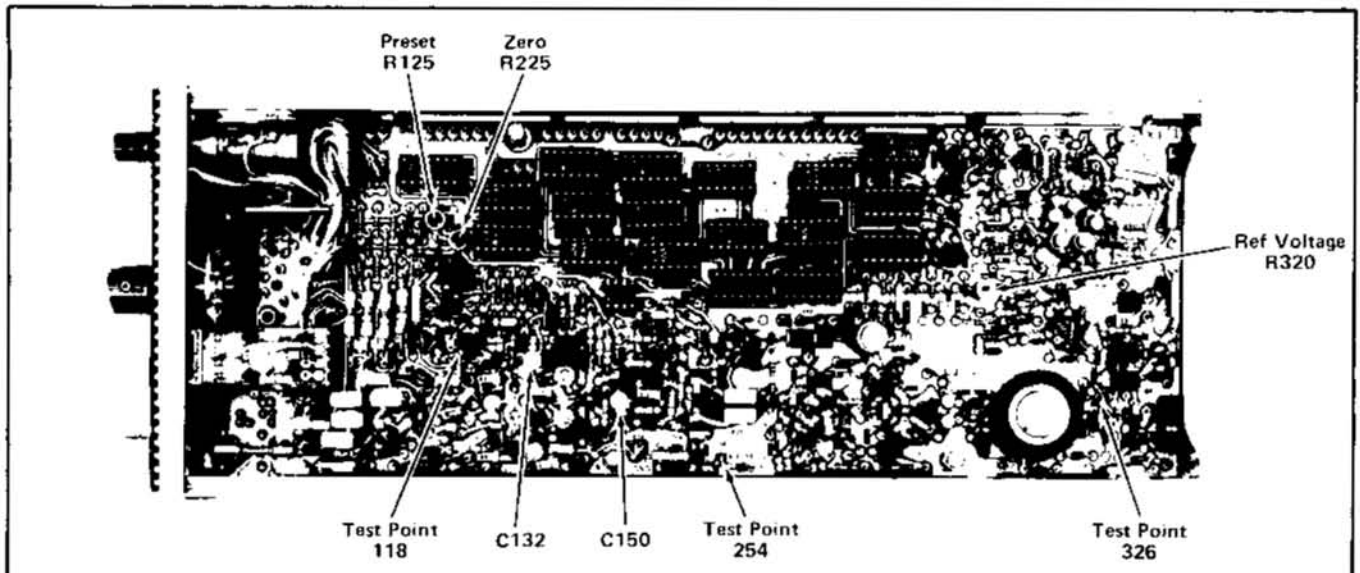 Preset
R125
Zero
R225
Ref Voltage
R320
Test Point
118
C132
C150
Test Point
254
Test Point
326